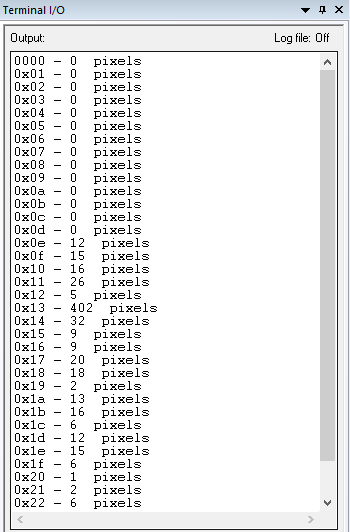 Terminal I/O
Output: Log file: Off
0000 - 0  pixels
0x01 - 0  pixels
0x02 - 0  pixels
0x03 - 0  pixels
0x04 - 0  pixels
0x05 - 0  pixels
0x06 - 0  pixels
0x07 - 0  pixels
0x08 - 0  pixels
0x09 - 0  pixels
0x0a - 0  pixels
0x0b - 0  pixels
0x0c - 0  pixels
0x0d - 0  pixels
0x0e - 12  pixels
0x0f - 15  pixels
0x10 - 16  pixels
0x11 - 26  pixels
0x12 - 5  pixels
0x13 - 402  pixels
0x14 - 32  pixels
0x15 - 9  pixels
0x16 - 9  pixels
0x17 - 20  pixels
0x18 - 18  pixels
0x19 - 2  pixels
0x1a - 13  pixels
0x1b - 16  pixels
0x1c - 6  pixels
0x1d - 12  pixels
0x1e - 15  pixels
0x1f - 6  pixels
0x20 - 1  pixels
0x21 - 2  pixels
0x22 - 6  pixels